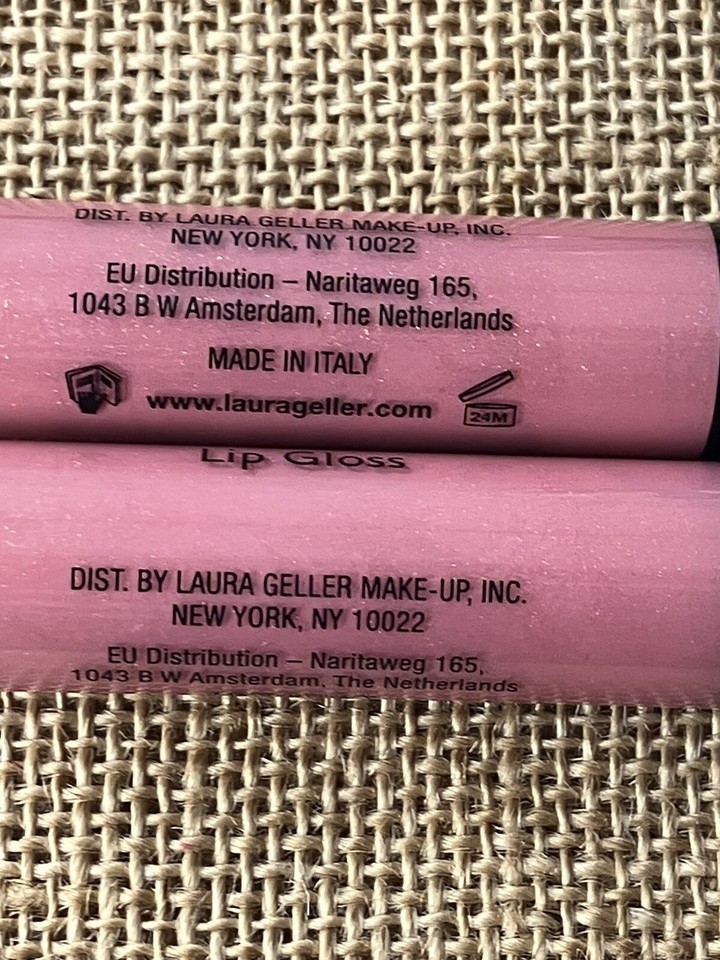 DIST. BY LAURA GELLER MAKE-UP, INC.
NEW YORK, NY 10022
EU Distribution – Naritaweg 165,
1043 B W Amsterdam, The Netherlands
MADE IN ITALY
www.laurageller.com
24M
Lip Gloss
DIST. BY LAURA GELLER MAKE-UP, INC.
NEW YORK, NY 10022
EU Distribution – Naritaweg 165,
1043 B W Amsterdam, The Netherlands